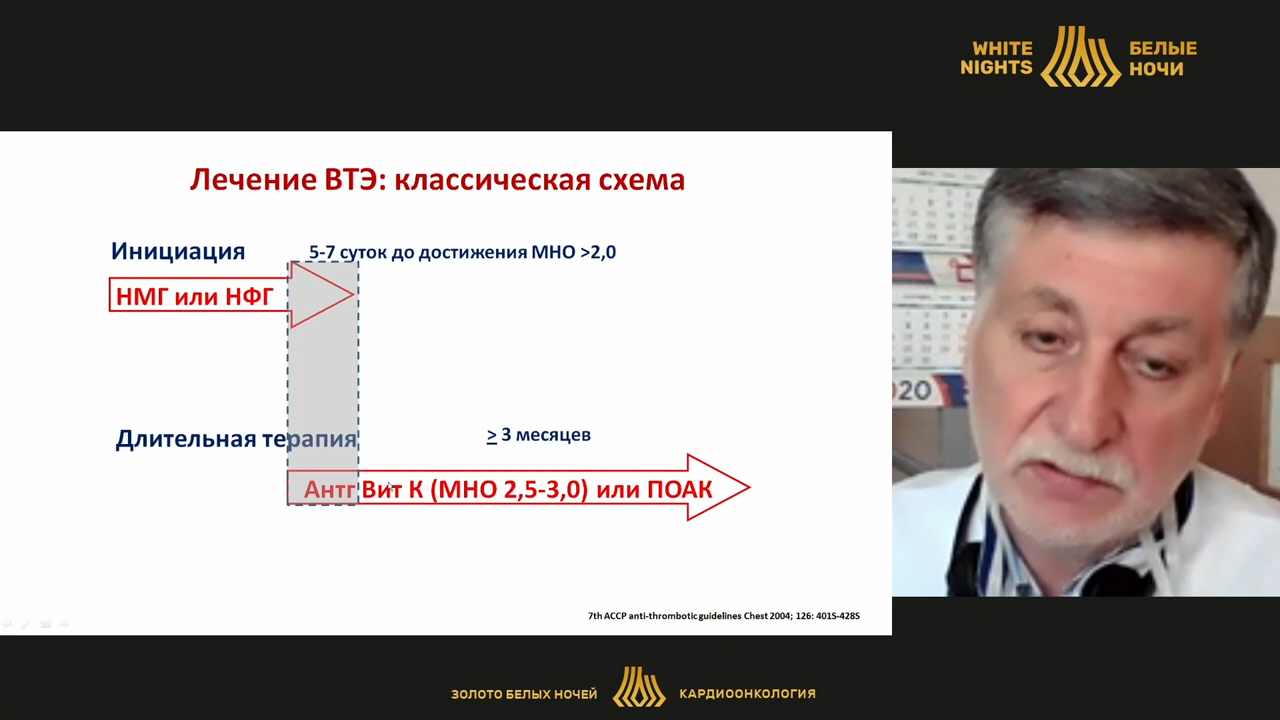 WHITE
NIGHTS
БЕЛЫЕ
НОЧИ
Лечение ВТЭ: классическая схема
Инициация
5-7 суток до достижения МНО >2,0
НМГ или НФГ
Длительная терапия
≥ 3 месяцев
Антг Вит К (МНО 2,5-3,0) или ПОАК
7th ACCP anti-thrombotic guidelines Chest 2004; 126: 401S-428S
20
ЗОЛОТО БЕЛЫХ НОЧЕЙ
КАРДИООНКОЛОГИЯ